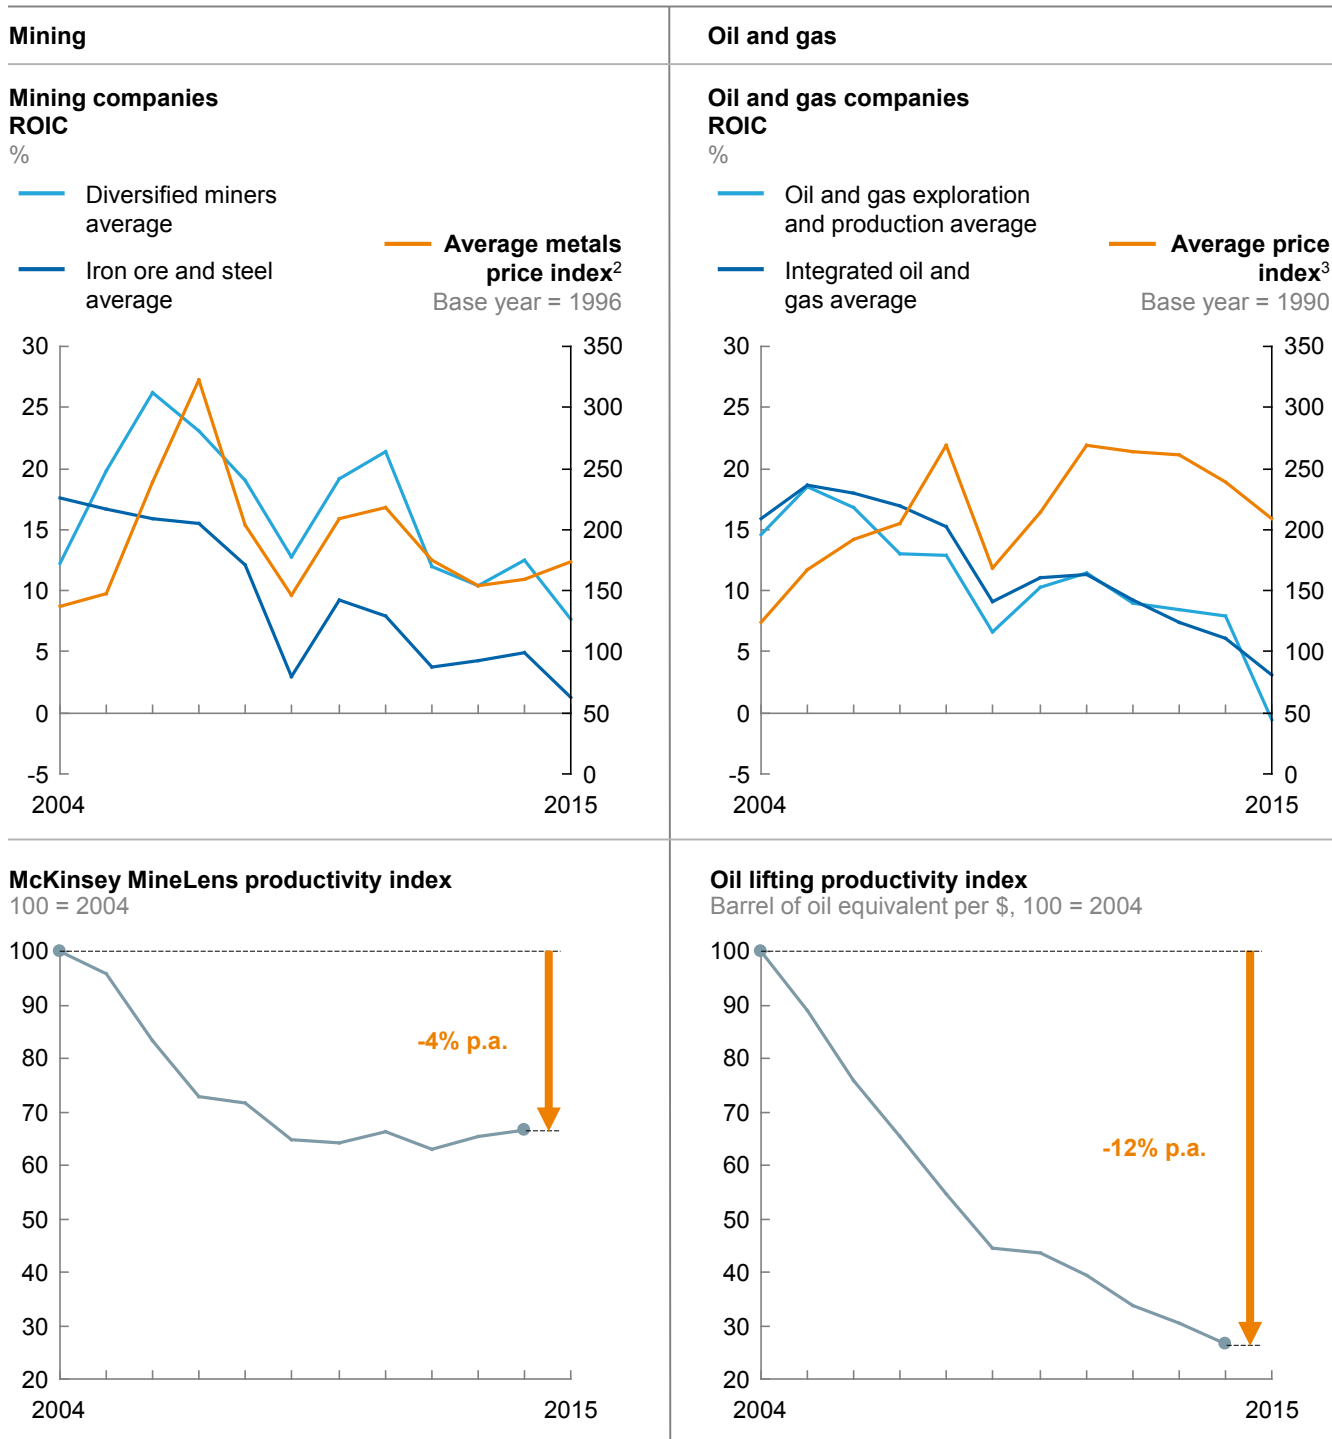 Mining
Mining companies
ROIC
%
Diversified miners
average
Iron ore and steel
average
Average metals
price index2
Base year = 1996
30
25
20
15
10
5
0
-5
350
300
250
200
150
100
50
0
2004
2015
Oil and gas
Oil and gas companies
ROIC
%
Oil and gas exploration
and production average
Integrated oil and
gas average
Average price
index3
Base year = 1990
30
25
20
15
10
5
0
-5
350
300
250
200
150
100
50
0
2004
2015
McKinsey MineLens productivity index
100 = 2004
100
90
80
70
60
50
40
30
20
-4% p.a.
2004
2015
Oil lifting productivity index
Barrel of oil equivalent per $, 100 = 2004
100
90
80
70
60
50
40
30
20
-12% p.a.
2004
2015